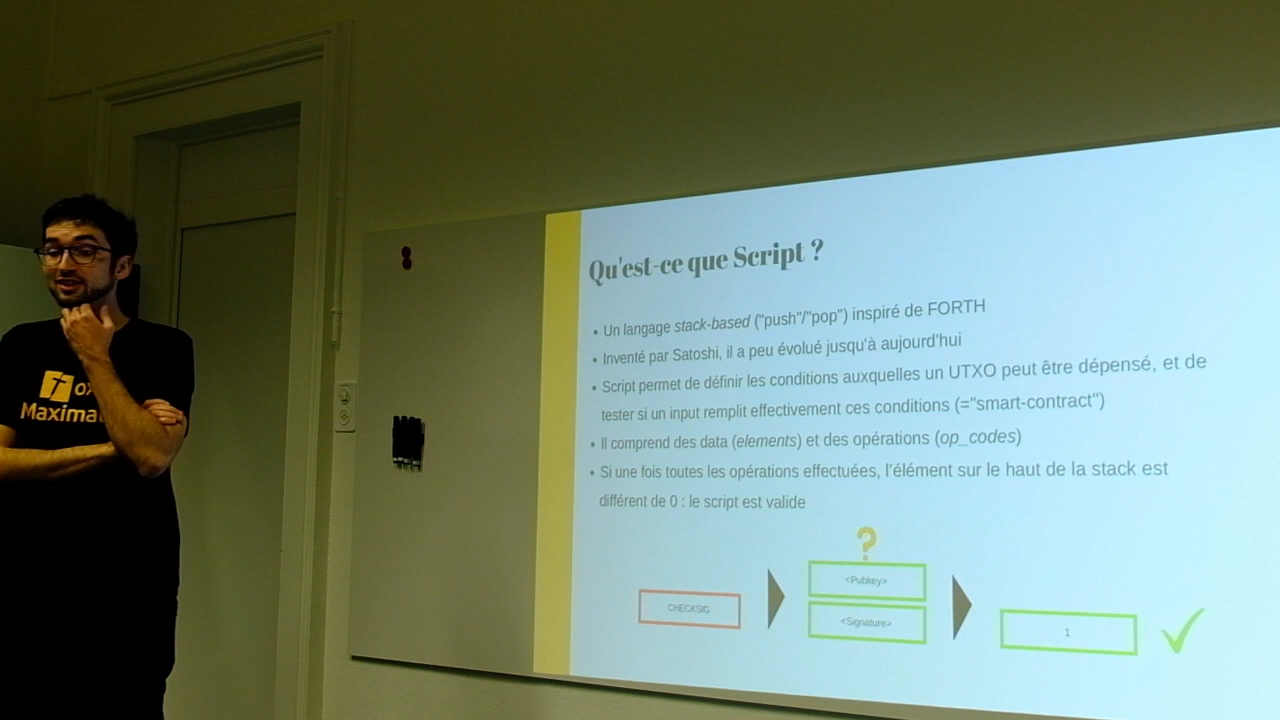 Qu'est-ce que Script ?
• Un langage stack-based ("push"/"pop") inspiré de FORTH
• Inventé par Satoshi, il a peu évolué jusqu'à aujourd'hui
• Script permet de définir les conditions auxquelles un UTXO peut être dépensé, et de
tester si un input remplit effectivement ces conditions (="smart-contract")
• Il comprend des data (elements) et des opérations (op_codes)
• Si une fois toutes les opérations effectuées, l'élément sur le haut de la stack est
différent de 0 : le script est valide
?
CHECKSIG
<Pubkey>
<Signature>
1